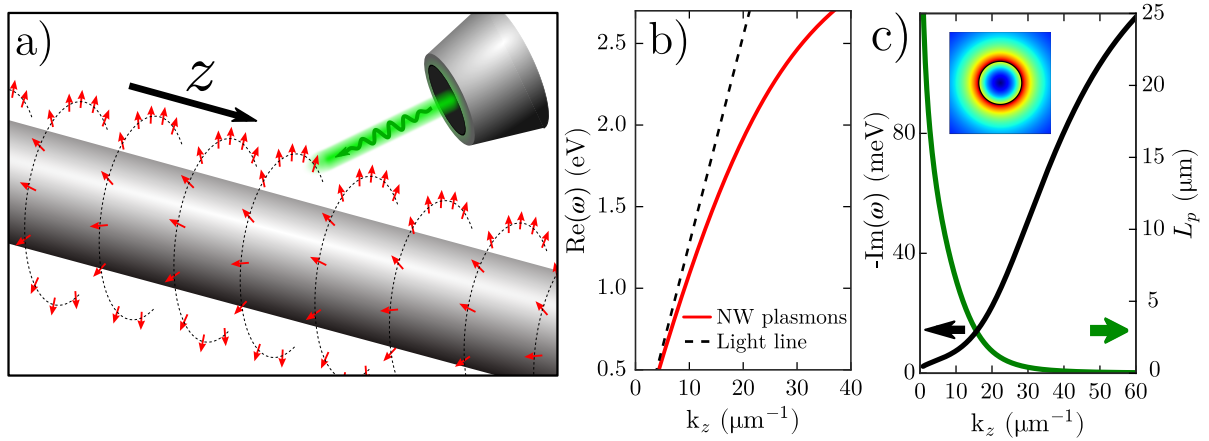 a)
z
b)
Re(ω) (eV)
2.5
2.0
1.5
1.0
0.5
NW plasmons
Light line
0 10 20 30 40
k_z (μm⁻¹)
c)
-Im(ω) (meV)
80
40
0
25
20
15
10
5
0
L_p (μm)
0 10 20 30 40 50 60
k_z (μm⁻¹)